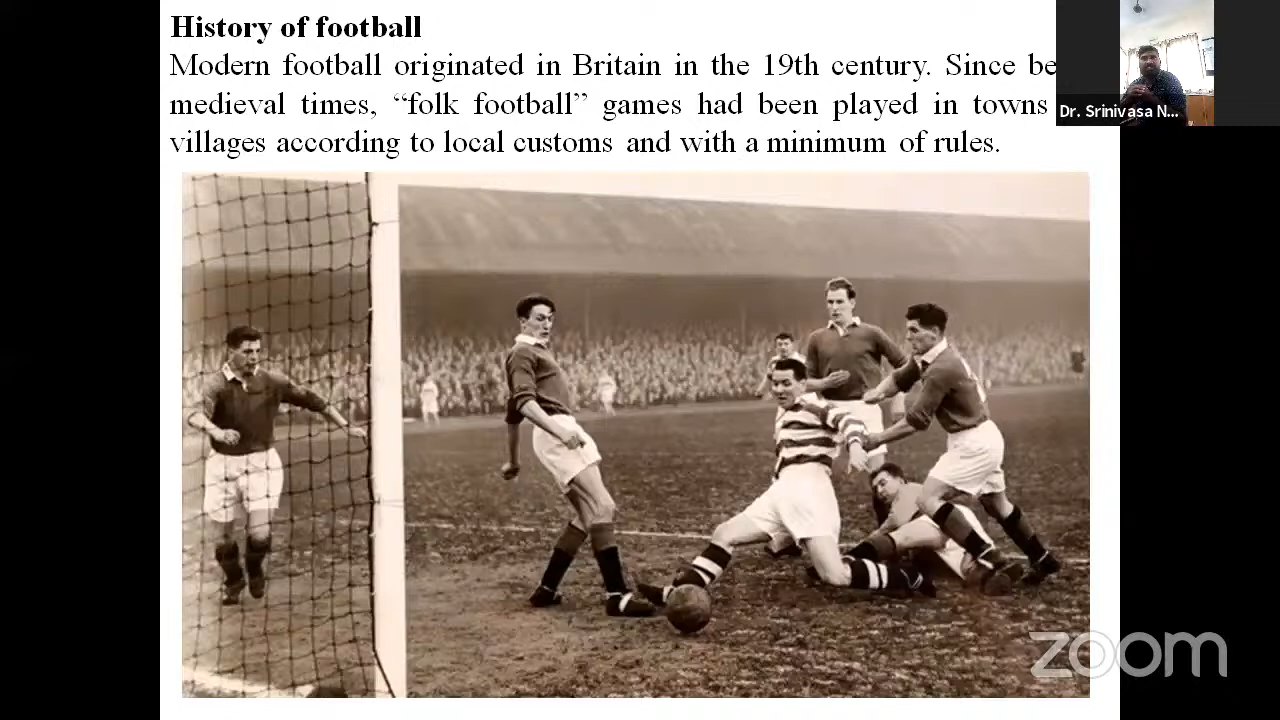 History of football
Modern football originated in Britain in the 19th century. Since be
medieval times, “folk football” games had been played in towns
villages according to local customs and with a minimum of rules.
Dr. Srinivasa N...
zoom